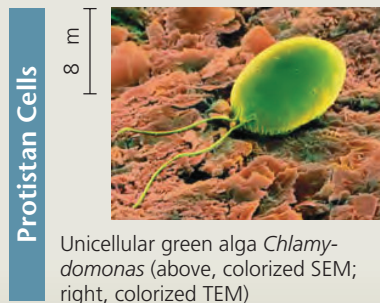 Protistan Cells
8 m
Unicellular green alga Chlamy-
domonas (above, colorized SEM;
right, colorized TEM)